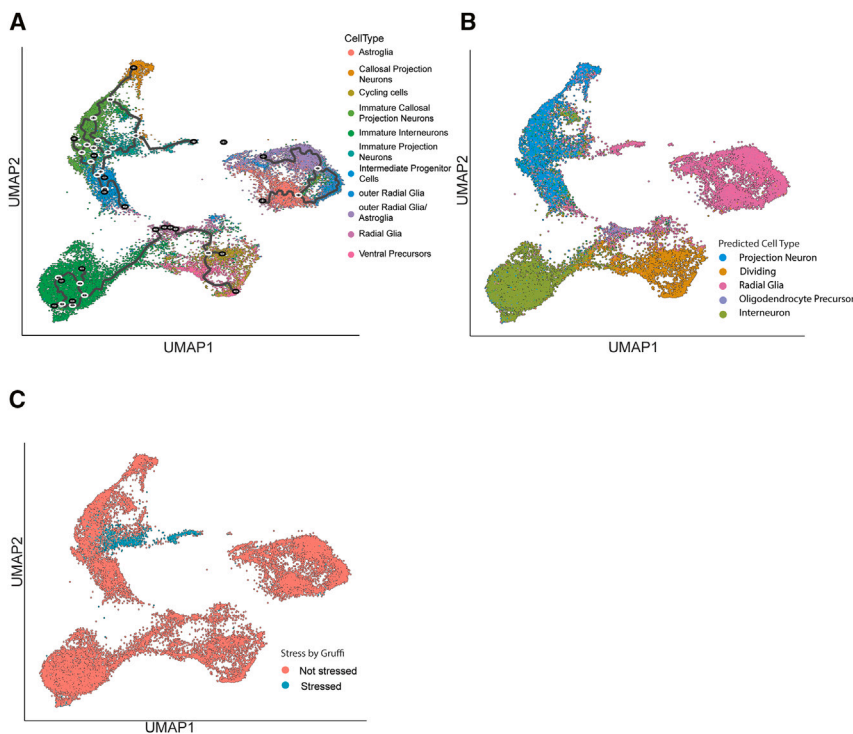 A
CellType
Astroglia
Callosal Projection
Neurons
Cycling cells
Immature Callosal
Projection Neurons
Immature Interneurons
Immature Projection
Neurons
Intermediate Progenitor
Cells
outer Radial Glia
outer Radial Glia/
Astroglia
Radial Glia
Ventral Precursors
UMAP2
UMAP1
B
Predicted Cell Type
Projection Neuron
Dividing
Radial Glia
Oligodendrocyte Precursor
Interneuron
UMAP2
UMAP1
C
Stress by Gruffi
Not stressed
Stressed
UMAP2
UMAP1